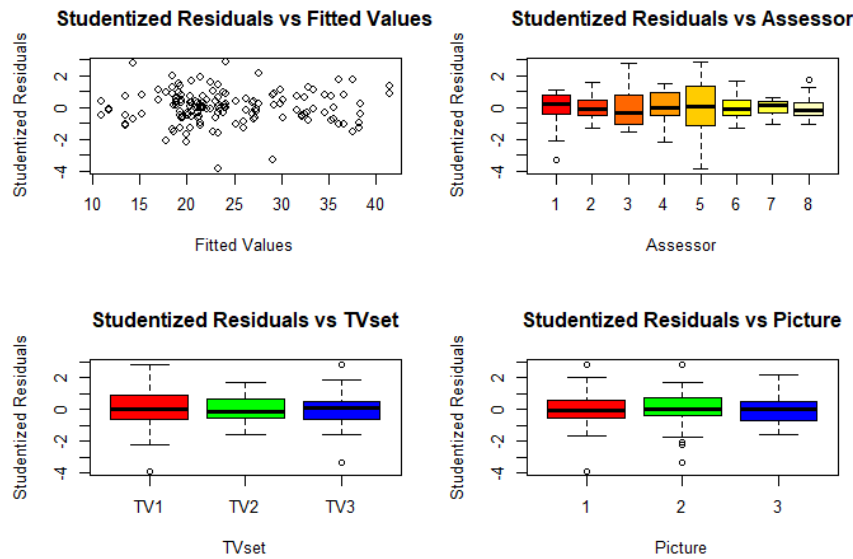 Studentized Residuals vs Fitted Values
Studentized Residuals
2
0
-2
-4
10 15 20 25 30 35 40
Fitted Values
Studentized Residuals vs Assessor
Studentized Residuals
2
0
-2
-4
1 2 3 4 5 6 7 8
Assessor
Studentized Residuals vs TVset
Studentized Residuals
2
0
-2
-4
TV1 TV2 TV3
TVset
Studentized Residuals vs Picture
Studentized Residuals
2
0
-2
-4
1 2 3
Picture